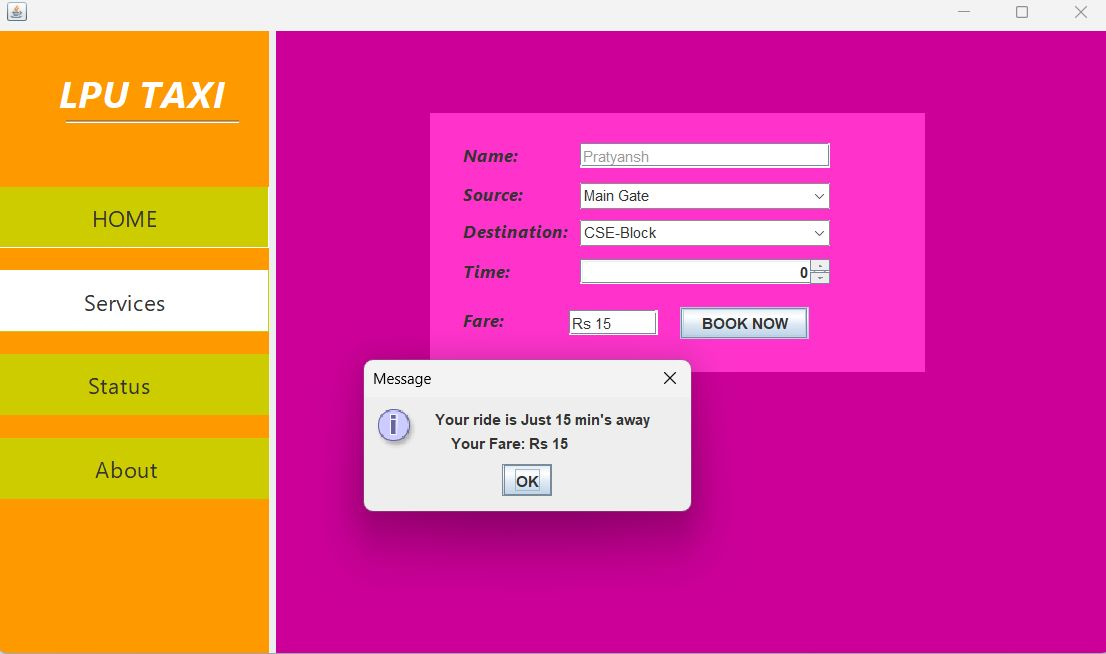 LPU TAXI
HOME
Services
Status
About
Name: Pratyansh
Source: Main Gate
Destination: CSE-Block
Time: 0
Fare: Rs 15 BOOK NOW
Message
i
Your ride is Just 15 min's away
Your Fare: Rs 15
OK